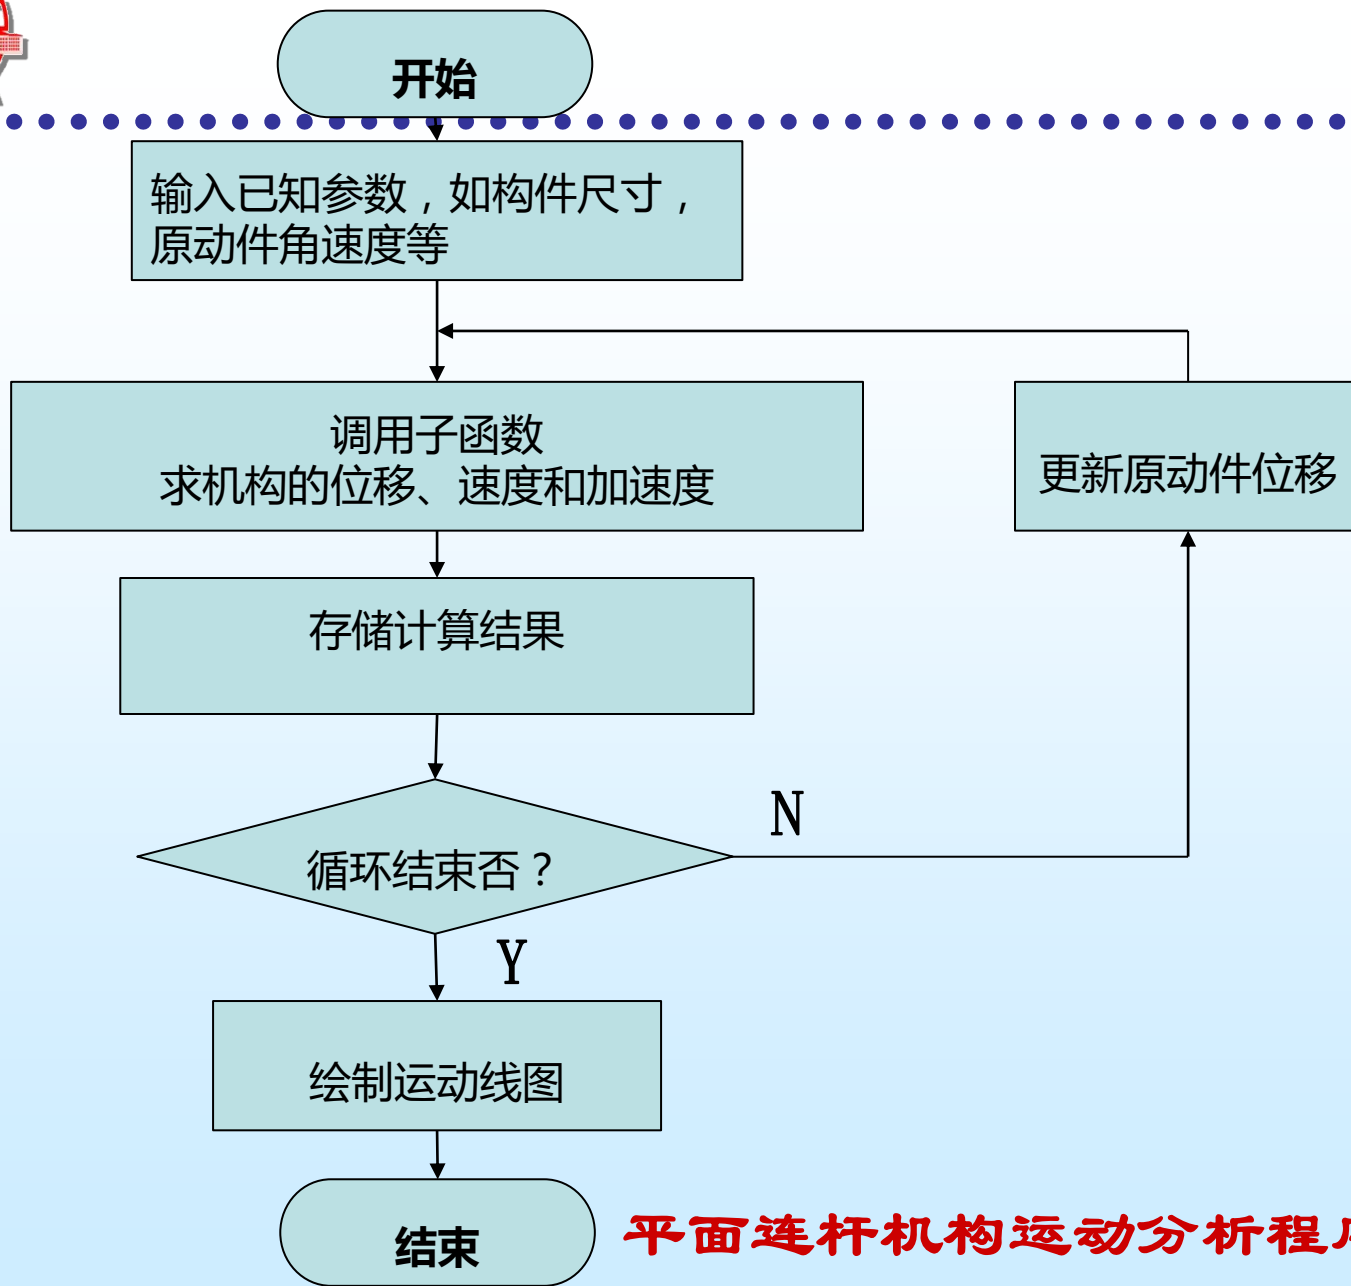 开始
输入已知参数，如构件尺寸，
原动件角速度等
调用子函数
求机构的位移、速度和加速度
更新原动件位移
存储计算结果
循环结束否？
N
Y
绘制运动线图
结束
平面连杆机构运动分析程